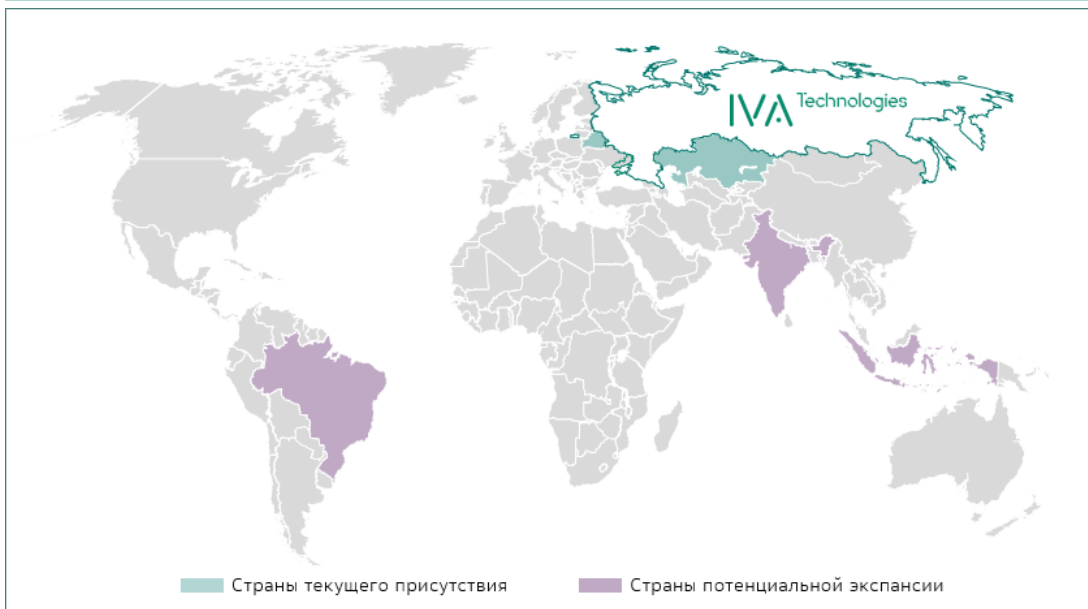 IVA Technologies
Страны текущего присутствия
Страны потенциальной экспансии